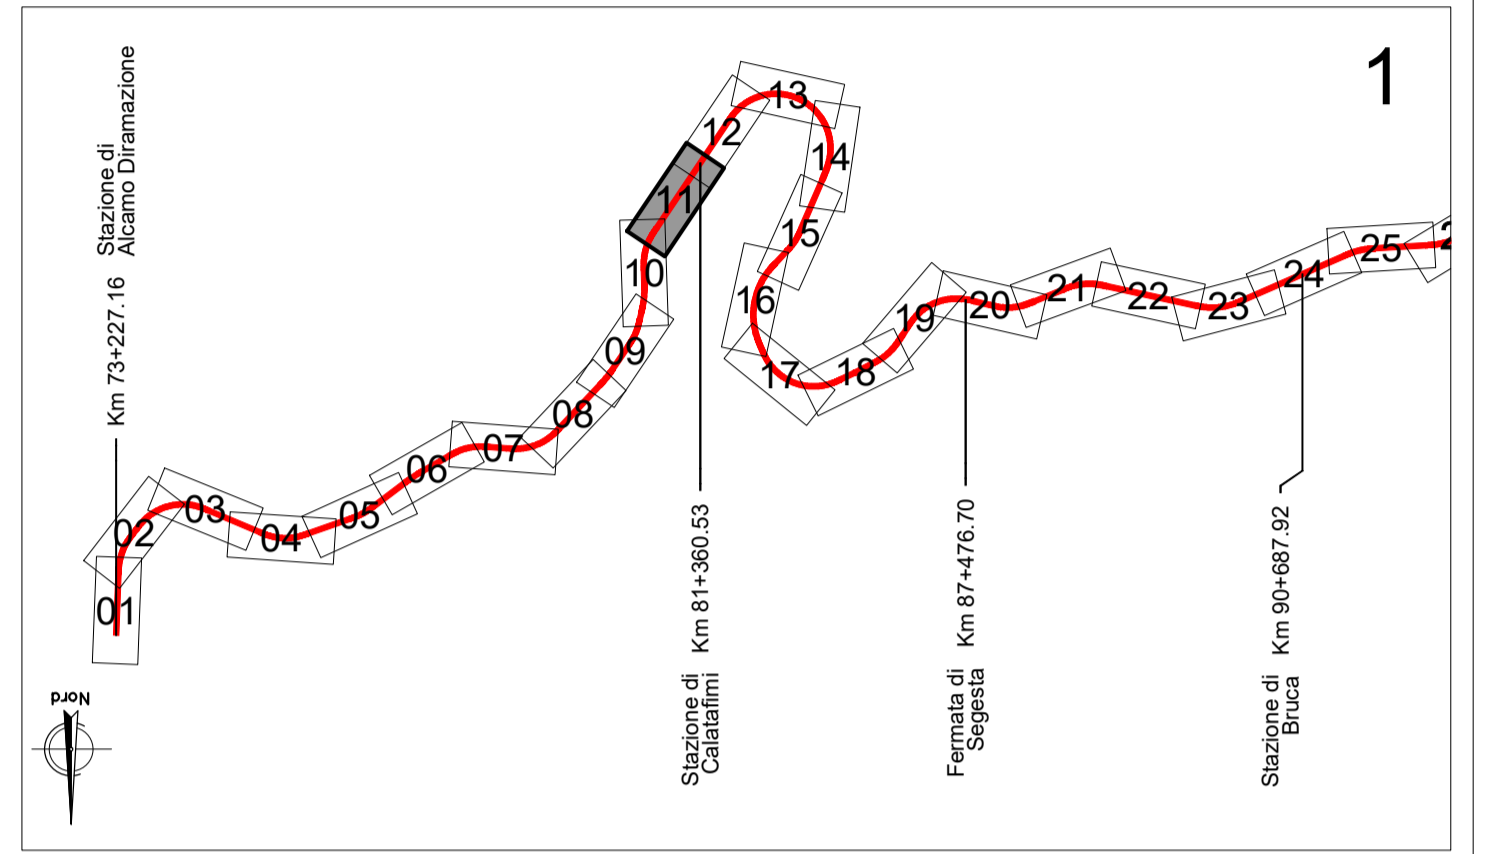 1
Stazione di
Alcamo Diramazione
Km 73+227.16
01
02
03
04
05
06
07
08
09
10
11
12
13
14
15
16
17
18
19
20
21
22
23
24
25
Stazione di
Calatafimi
Km 81+360.53
Fermata di
Segesta
Km 87+476.70
Stazione di
Bruca
Km 90+687.92
Nord